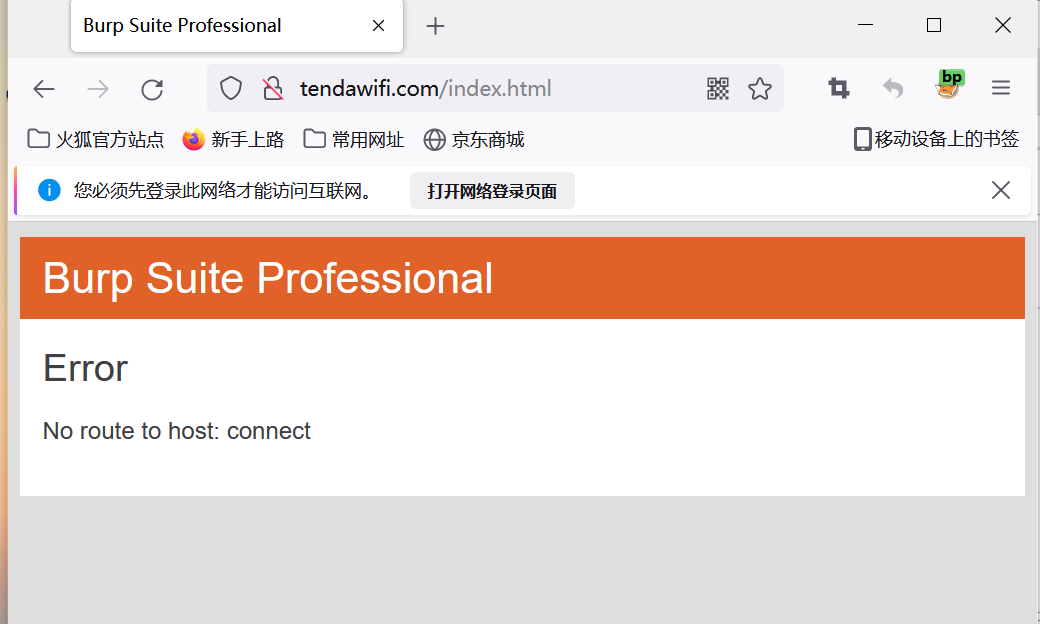 Burp Suite Professional
tendawifi.com/index.html
bp
火狐官方站点 新手上路 常用网址 京东商城 移动设备上的书签
您必须先登录此网络才能访问互联网。 打开网络登录页面
Burp Suite Professional
Error
No route to host: connect